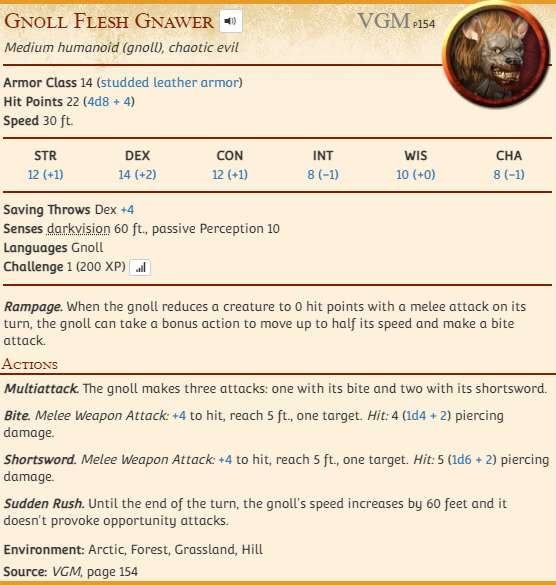 Gnoll Flesh Gnawer VGM p154
Medium humanoid (gnoll), chaotic evil
Armor Class 14 (studded leather armor)
Hit Points 22 (4d8 + 4)
Speed 30 ft.
STR DEX CON INT WIS CHA
12 (+1) 14 (+2) 12 (+1) 8 (−1) 10 (+0) 8 (−1)
Saving Throws Dex +4
Senses darkvision 60 ft., passive Perception 10
Languages Gnoll
Challenge 1 (200 XP)
Rampage. When the gnoll reduces a creature to 0 hit points with a melee attack on its
turn, the gnoll can take a bonus action to move up to half its speed and make a bite
attack.
Actions
Multiattack. The gnoll makes three attacks: one with its bite and two with its shortsword.
Bite. Melee Weapon Attack: +4 to hit, reach 5 ft., one target. Hit: 4 (1d4 + 2) piercing
damage.
Shortsword. Melee Weapon Attack: +4 to hit, reach 5 ft., one target. Hit: 5 (1d6 + 2) piercing
damage.
Sudden Rush. Until the end of the turn, the gnoll's speed increases by 60 feet and it
doesn't provoke opportunity attacks.
Environment: Arctic, Forest, Grassland, Hill
Source: VGM, page 154